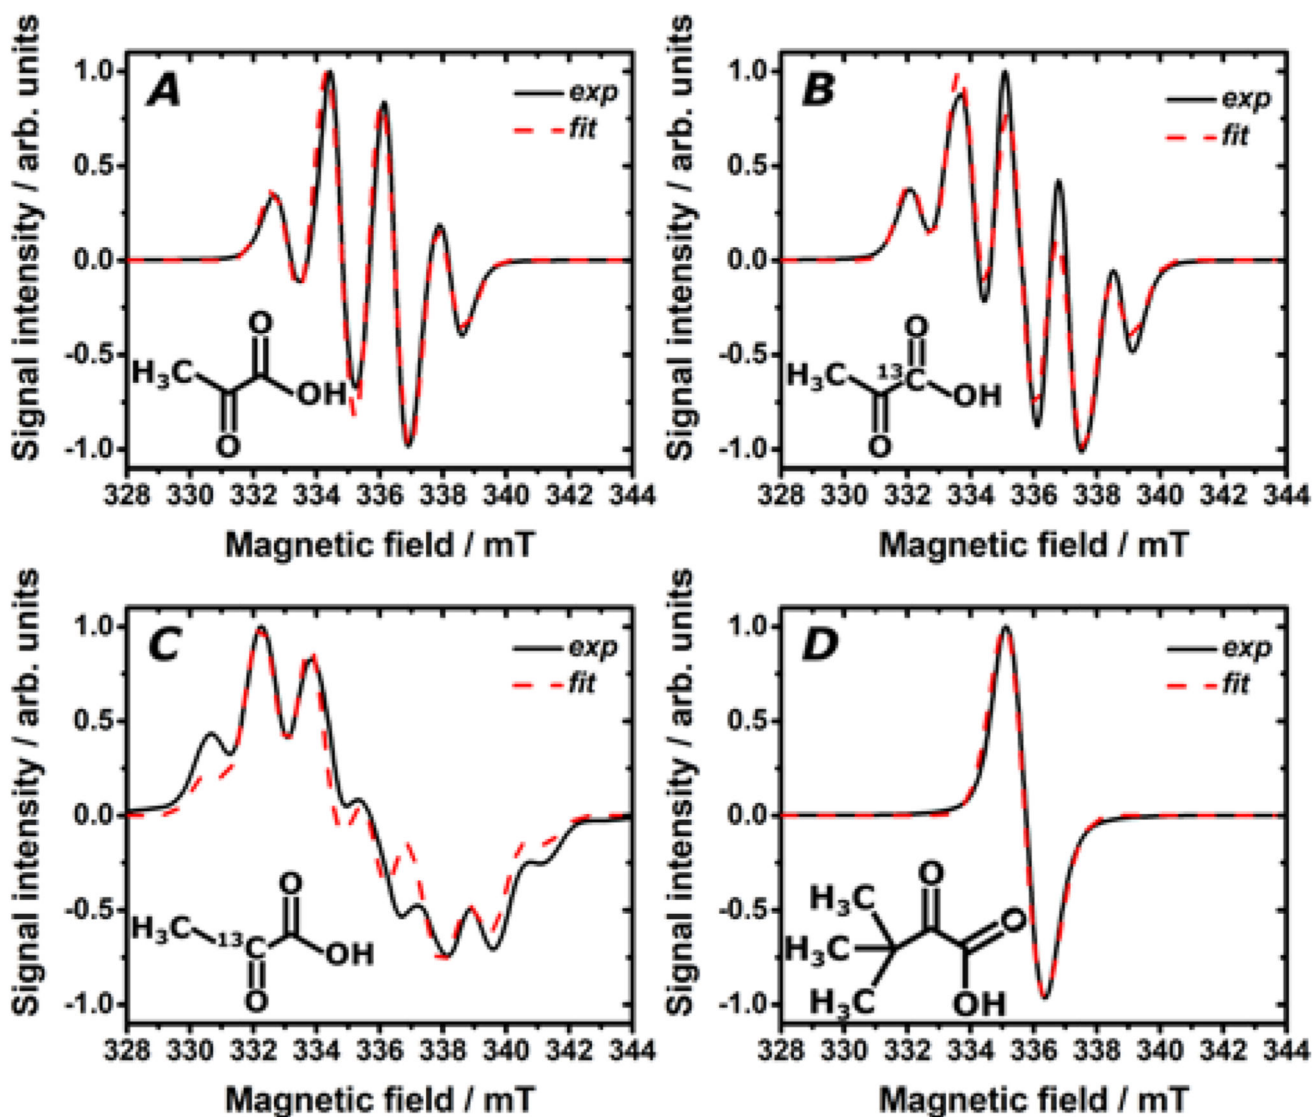 A
exp
fit
Signal intensity / arb. units
1.0
0.5
0.0
-0.5
-1.0
H₃C
O
O
OH
328 330 332 334 336 338 340 342 344
Magnetic field / mT
B
exp
fit
Signal intensity / arb. units
1.0
0.5
0.0
-0.5
-1.0
O
H₃C
¹³C
OH
O
328 330 332 334 336 338 340 342 344
Magnetic field / mT
C
exp
fit
Signal intensity / arb. units
1.0
0.5
0.0
-0.5
-1.0
O
H₃C
¹³C
OH
O
328 330 332 334 336 338 340 342 344
Magnetic field / mT
D
exp
fit
Signal intensity / arb. units
1.0
0.5
0.0
-0.5
-1.0
H₃C
O
O
H₃C
H₃C
OH
328 330 332 334 336 338 340 342 344
Magnetic field / mT